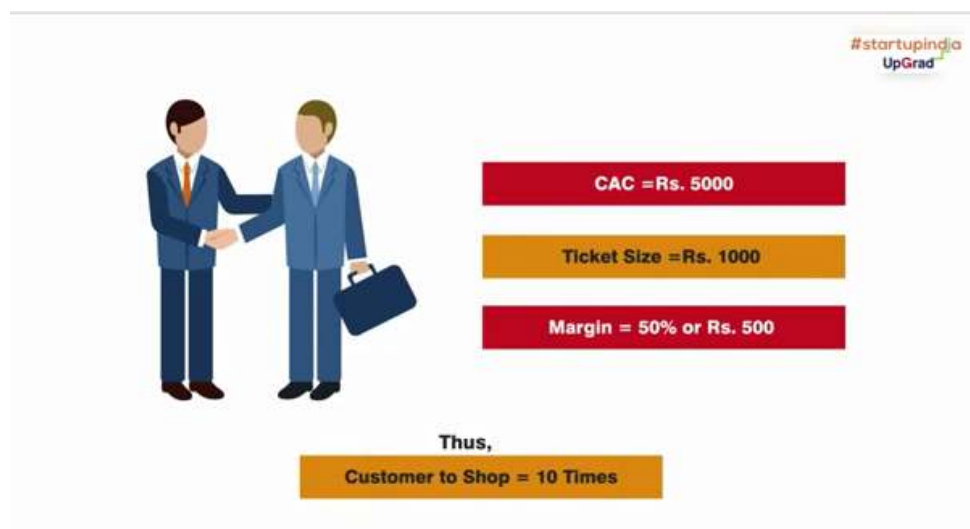 #startupindia
UpGrad
CAC =Rs. 5000
Ticket Size =Rs. 1000
Margin = 50% or Rs. 500
Thus,
Customer to Shop = 10 Times